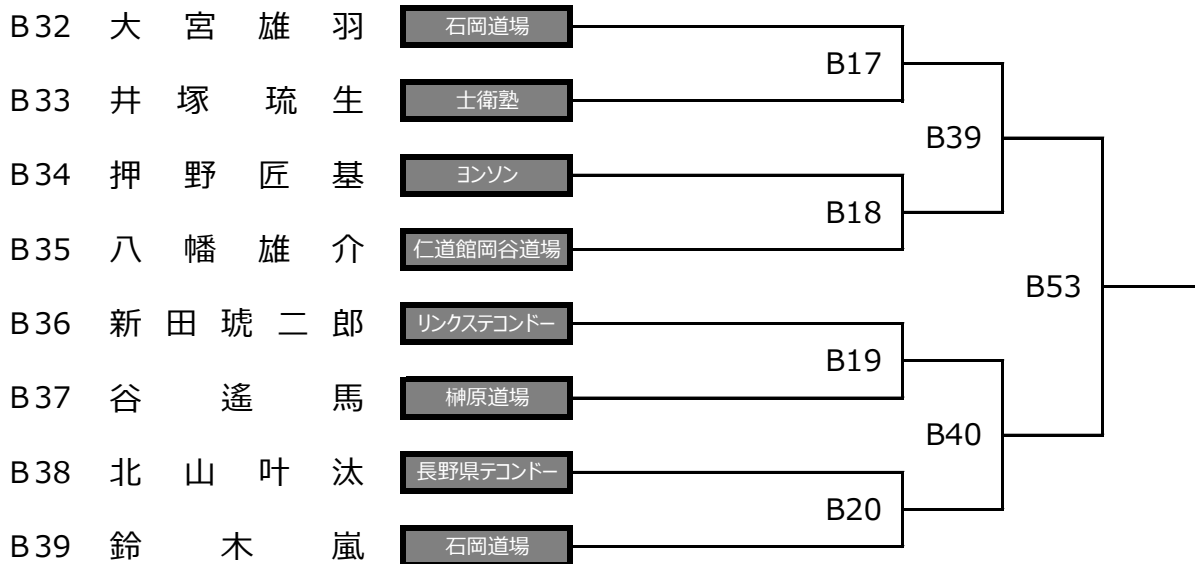 B32 大宮雄羽 石岡道場
B17
B33 井塚琉生 士衛塾
B39
B34 押野匠基 ヨンソン
B18
B35 八幡雄介 仁道館岡谷道場
B53
B36 新田琥二郎 リンクステコンドー
B19
B37 谷遙馬 榊原道場
B40
B38 北山叶汰 長野県テコンドー
B20
B39 鈴木嵐 石岡道場